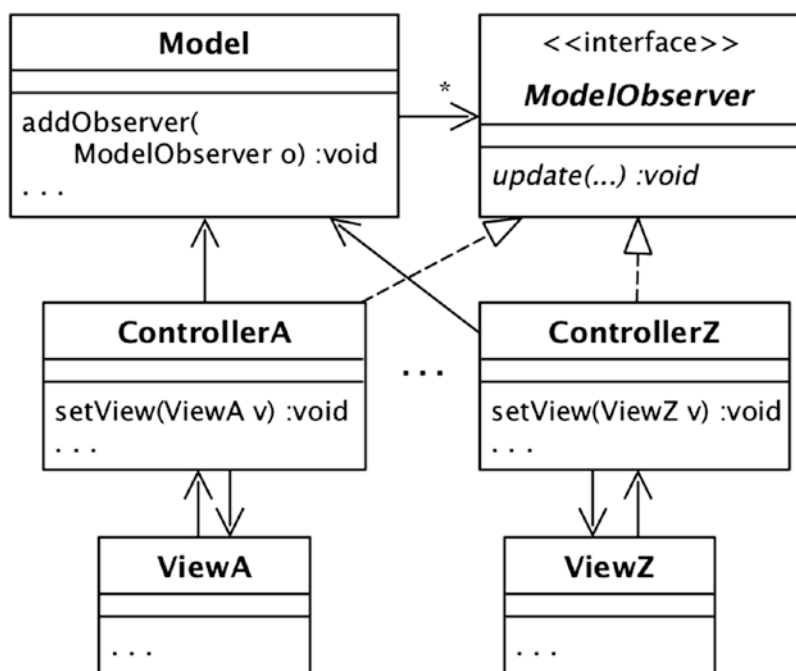 Model
addObserver(
ModelObserver o) :void
. . .
*
<<interface>>
ModelObserver
update(...) :void
ControllerA
setView(ViewA v) :void
. . .
. . .
ControllerZ
setView(ViewZ v) :void
. . .
ViewA
. . .
ViewZ
. . .